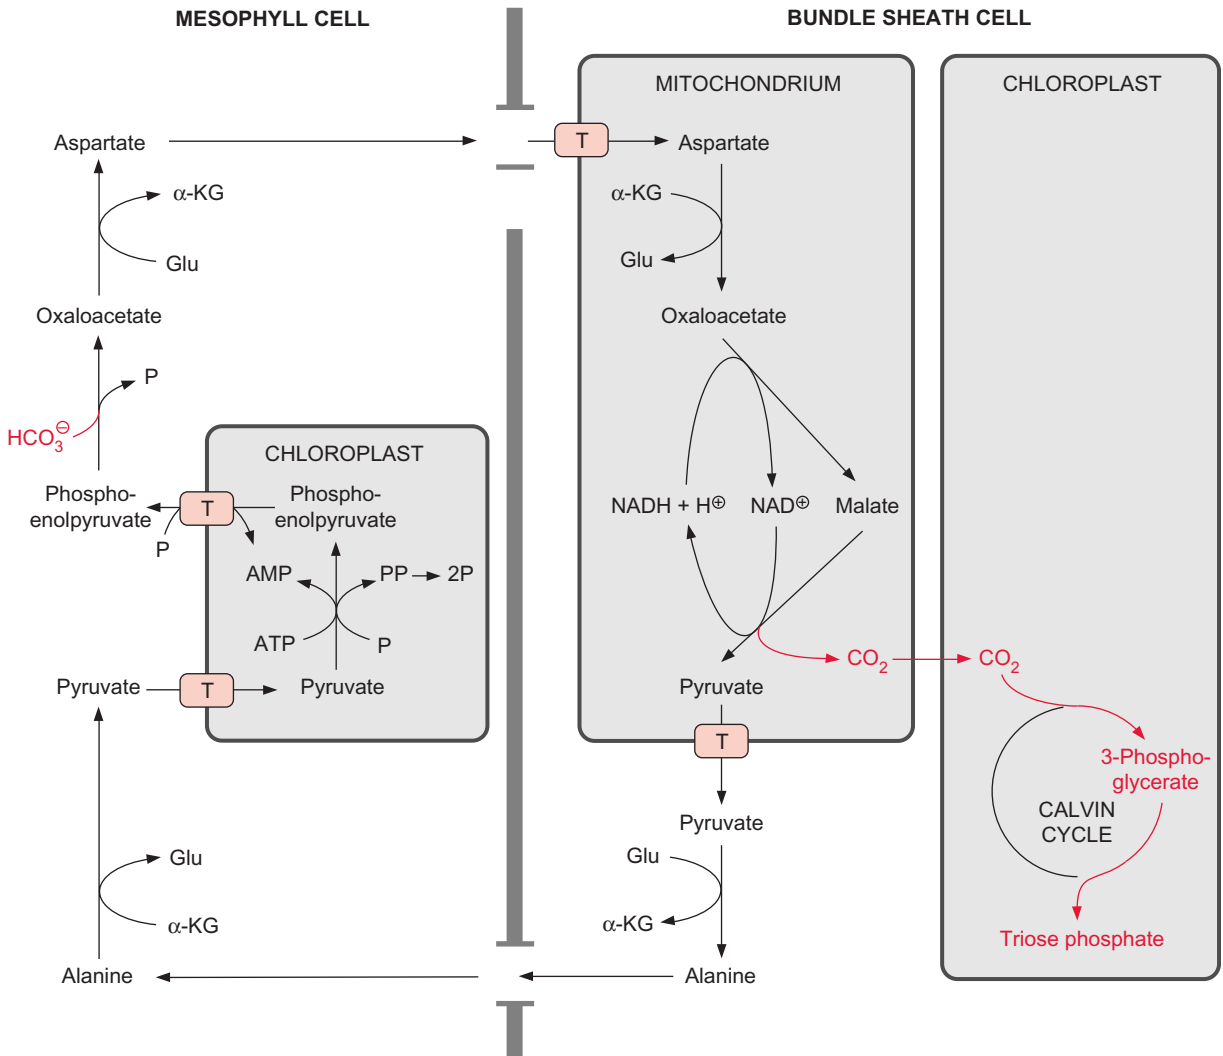 MESOPHYLL CELL
BUNDLE SHEATH CELL
MITOCHONDRIUM
CHLOROPLAST
Aspartate
T
Aspartate
α-KG
Glu
α-KG
Glu
Oxaloacetate
Oxaloacetate
P
HCO3⊖
CHLOROPLAST
Phospho-
enolpyruvate
T
Phospho-
enolpyruvate
P
AMP
PP
2P
ATP
P
Pyruvate
T
Pyruvate
NADH + H⊕
NAD⊕
Malate
CO2
CO2
Pyruvate
T
3-Phospho-
glycerate
CALVIN
CYCLE
Pyruvate
Glu
α-KG
Glu
α-KG
Triose phosphate
Alanine
Alanine